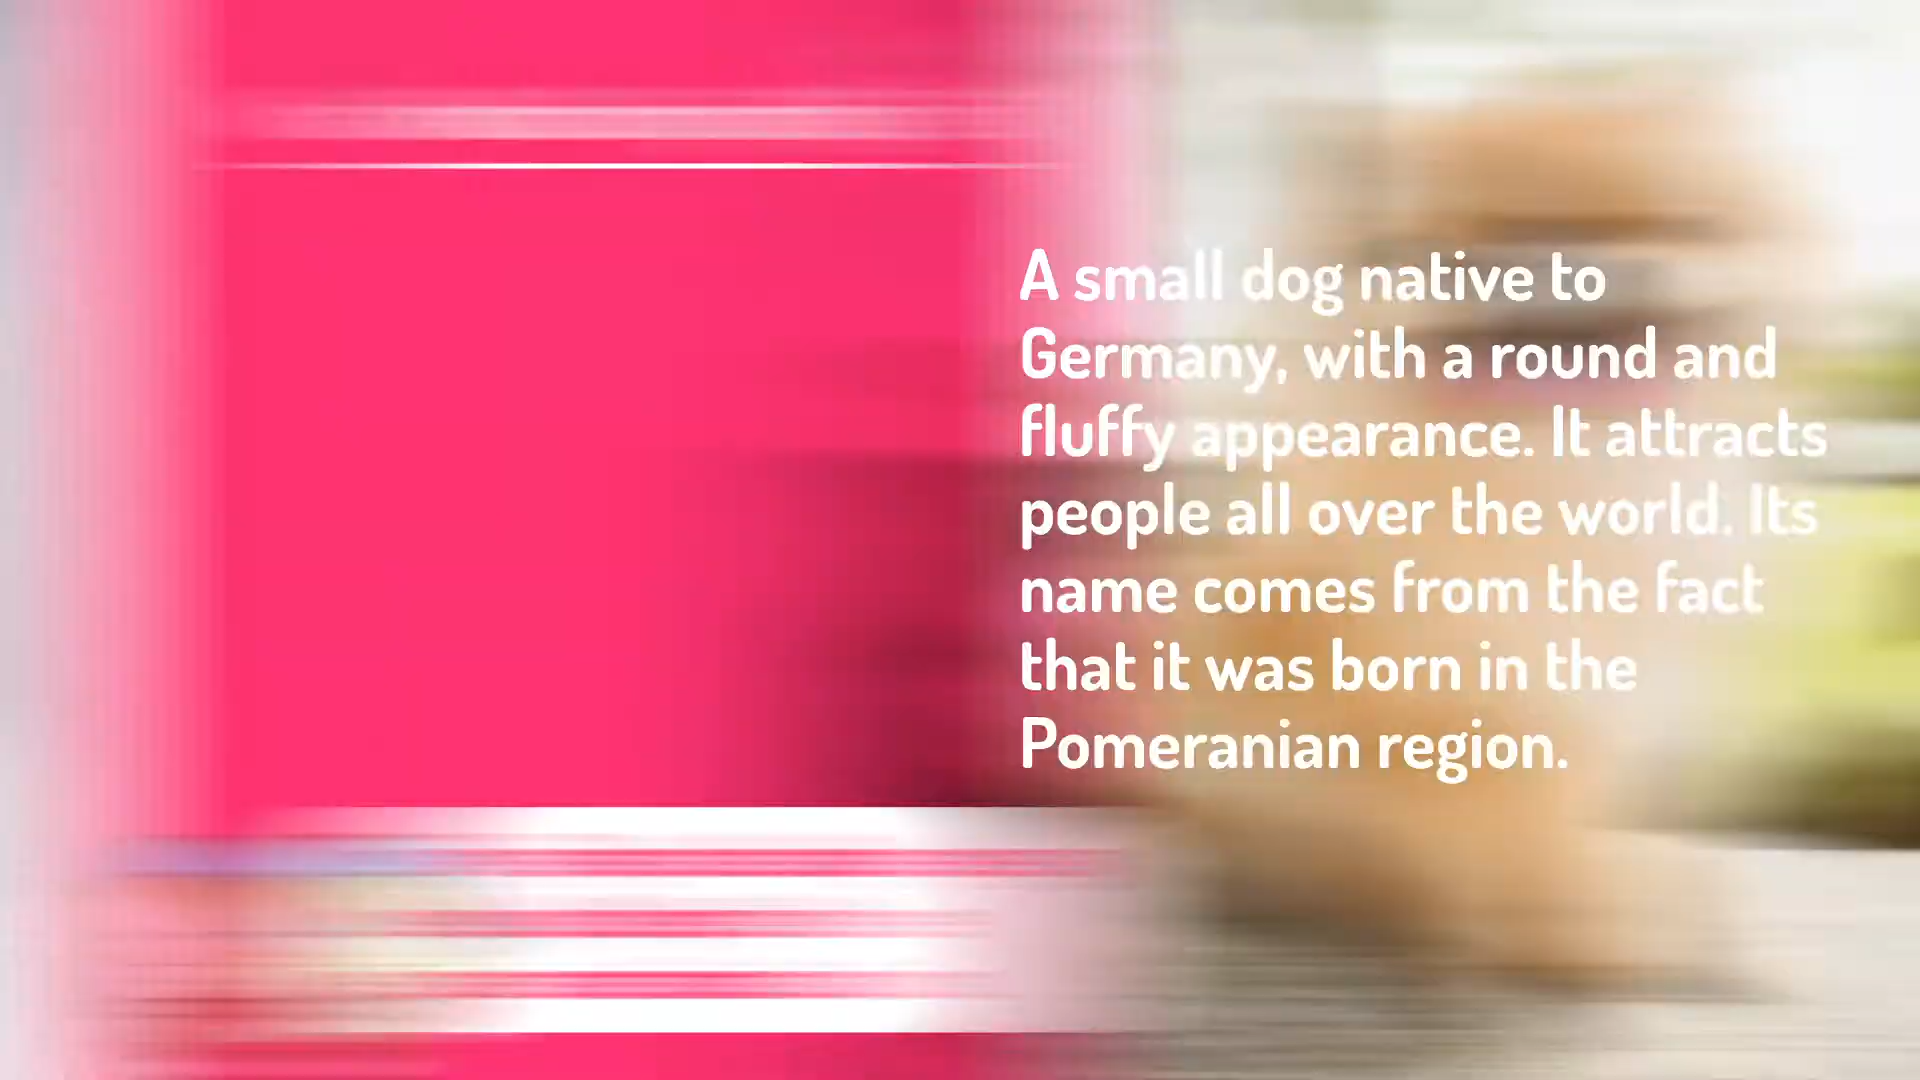 A small dog native to
Germany, with a round and
fluffy appearance. It attracts
people all over the world. Its
name comes from the fact
that it was born in the
Pomeranian region.